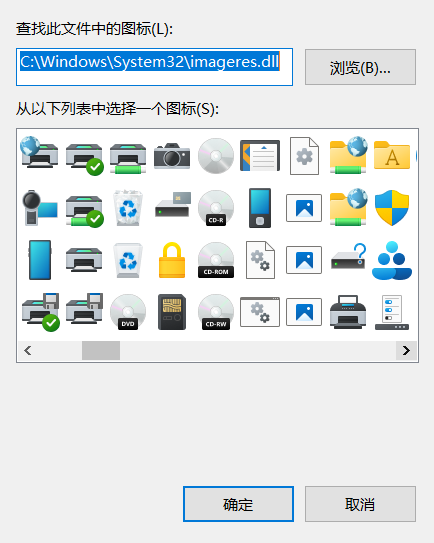 查找此文件中的图标(L):
C:\Windows\System32\imageres.dll
浏览(B)...
从以下列表中选择一个图标(S):
A
CD-R
CD-ROM
DVD
CD-RW
确定
取消